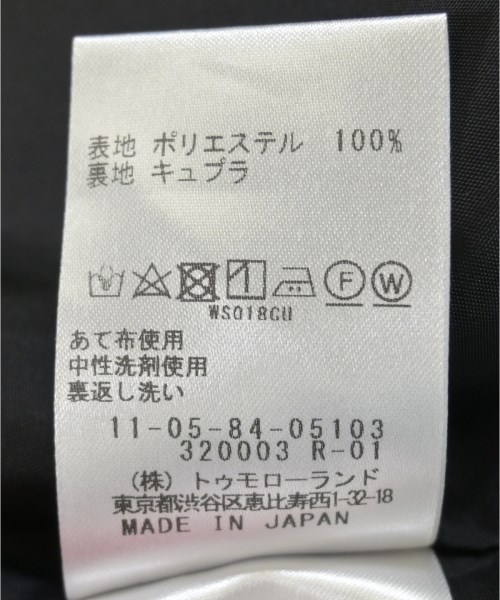 表地 ポリエステル 100%
裏地 キュプラ
F W
WS018CU
あて布使用
中性洗剤使用
裏返し洗い
11-05-84-05103
320003 R-01
(株) トゥモローランド
東京都渋谷区恵比寿西1-32-18
MADE IN JAPAN